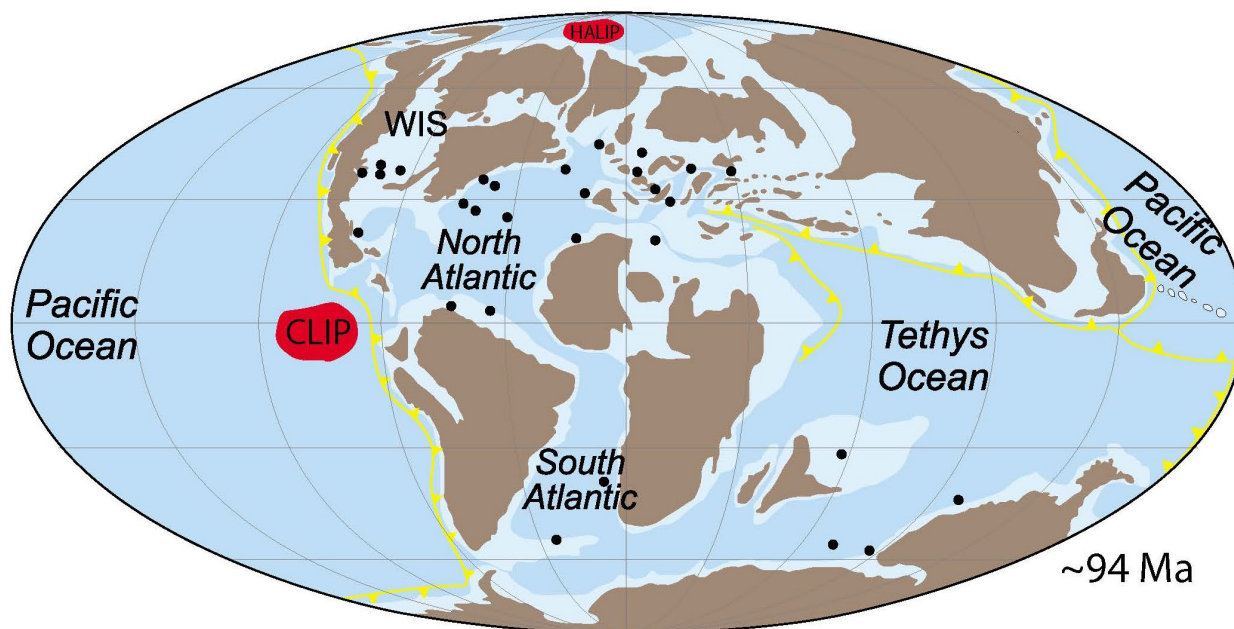 HALIP
WIS
North
Atlantic
Pacific
Ocean
Pacific
Ocean
CLIP
Tethys
Ocean
South
Atlantic
~94 Ma